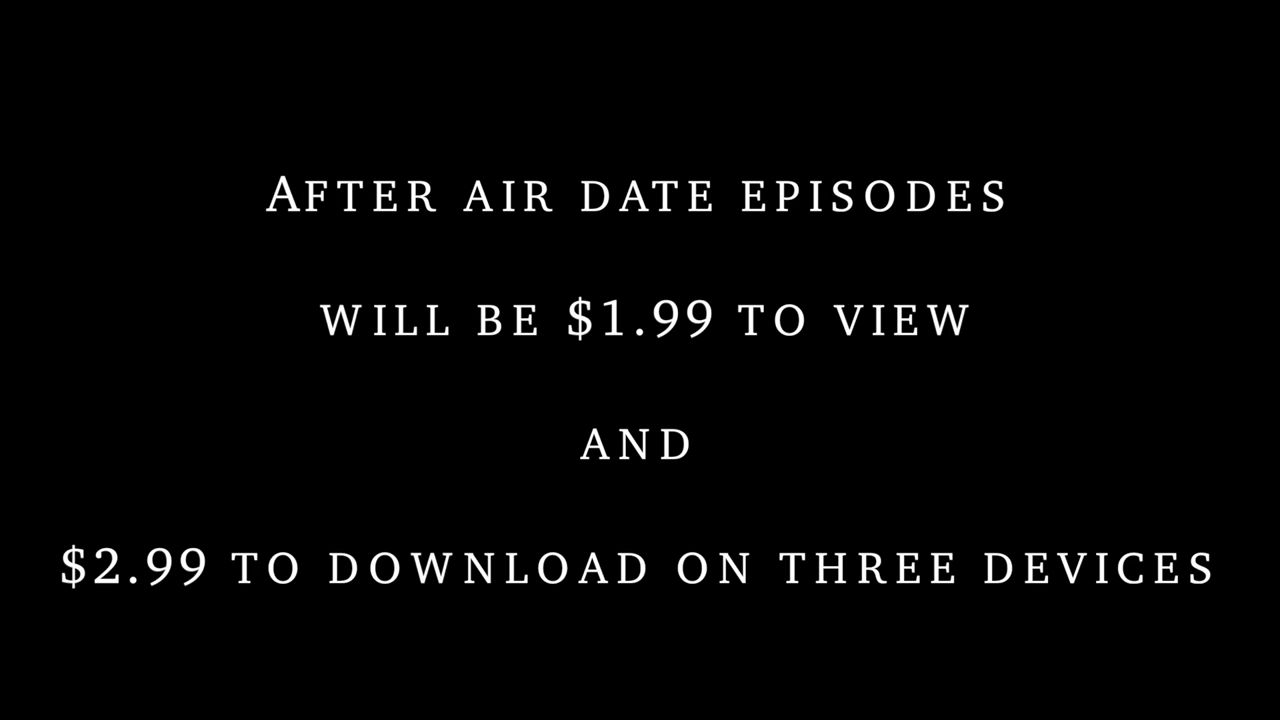 After air date episodes
will be $1.99 to view
and
$2.99 to download on three devices